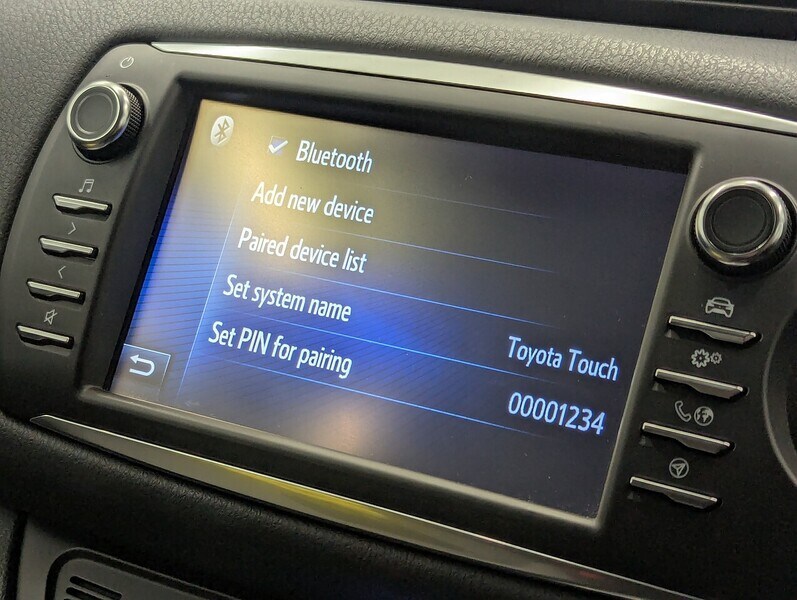 Bluetooth
Add new device
Paired device list
Set system name
Toyota Touch
Set PIN for pairing
00001234